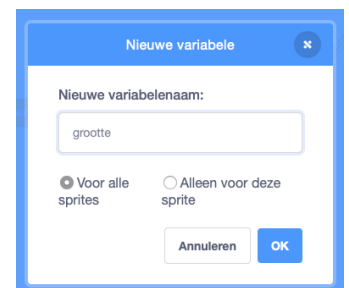 Nieuwe variabele
Nieuwe variabelenaam:
grootte
Voor alle sprites
Alleen voor deze sprite
Annuleren
OK